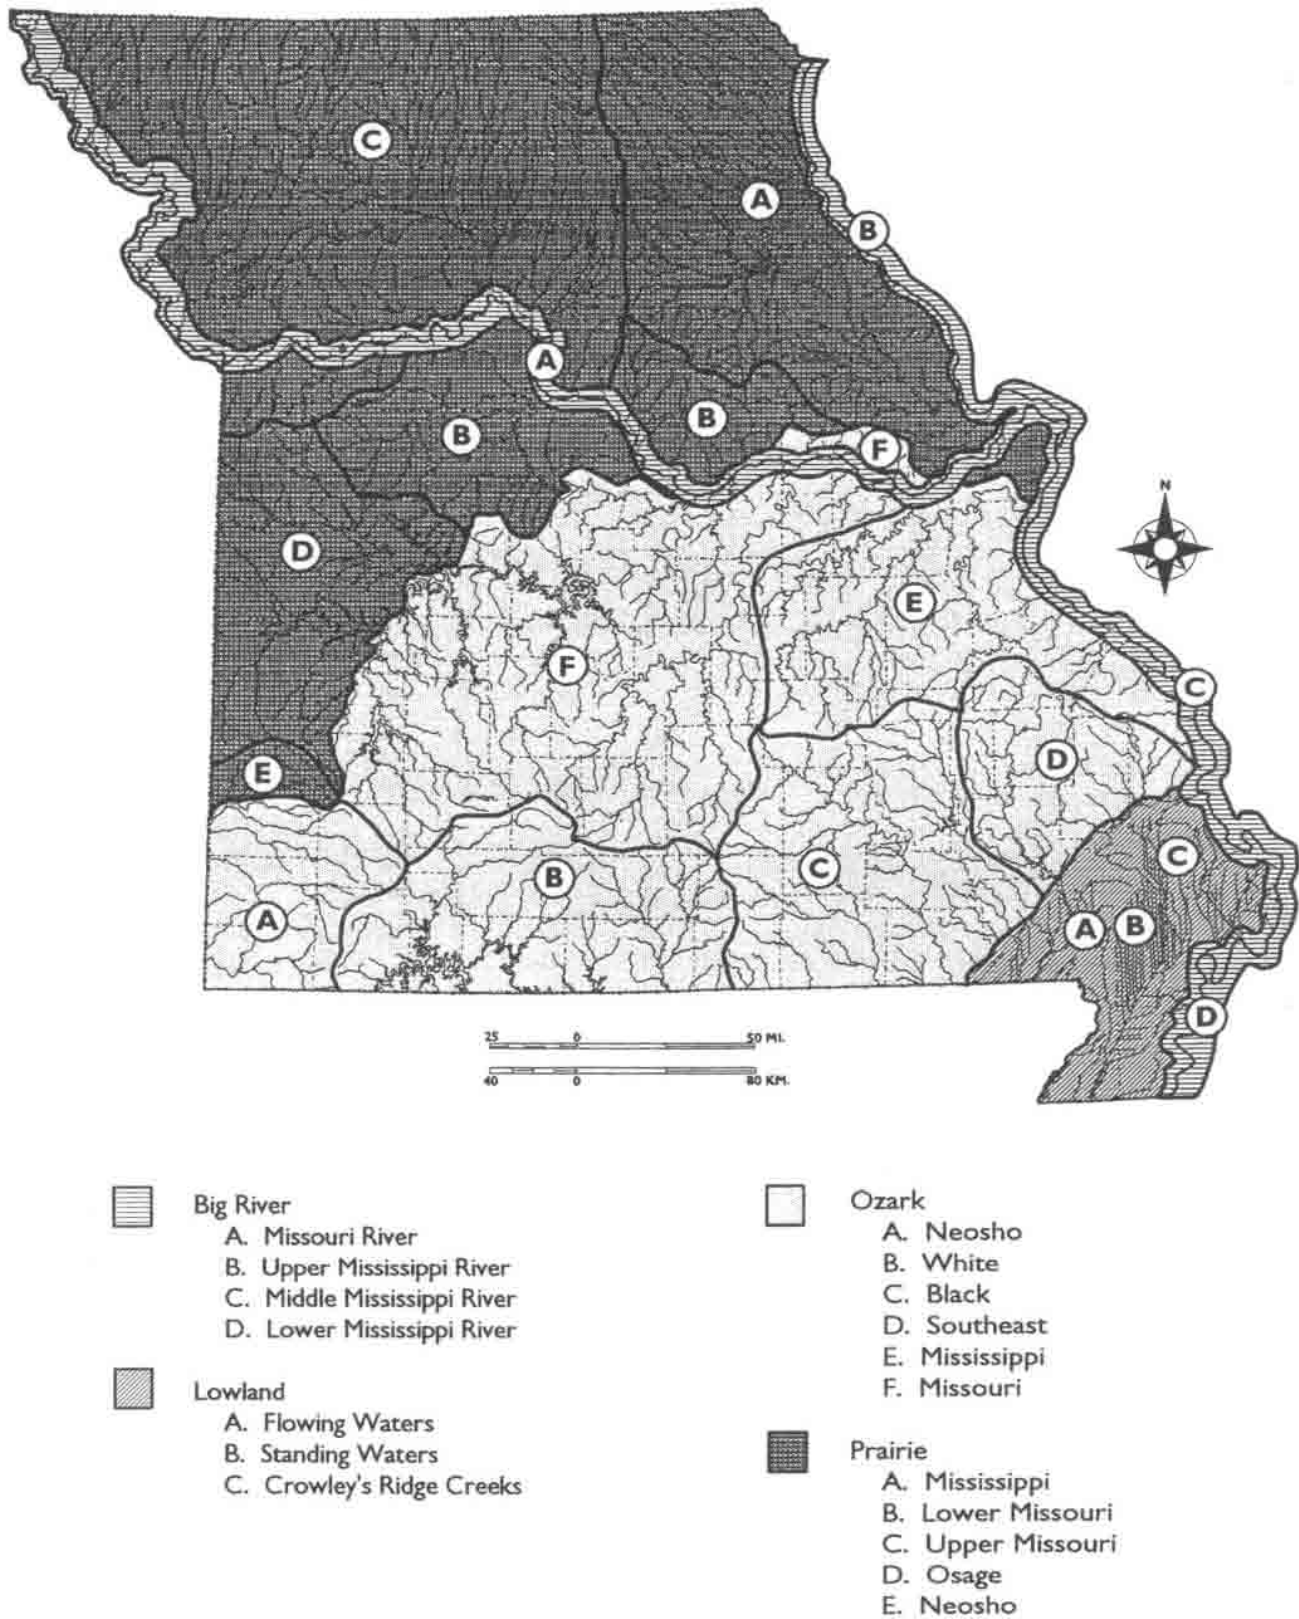 C
A
B
A
B
B
F
D
N
E
F
C
E
D
C
B
C
A
A
B
D
25 0 50 MI.
40 0 80 KM.
Big River
A. Missouri River
B. Upper Mississippi River
C. Middle Mississippi River
D. Lower Mississippi River
Lowland
A. Flowing Waters
B. Standing Waters
C. Crowley's Ridge Creeks
Ozark
A. Neosho
B. White
C. Black
D. Southeast
E. Mississippi
F. Missouri
Prairie
A. Mississippi
B. Lower Missouri
C. Upper Missouri
D. Osage
E. Neosho